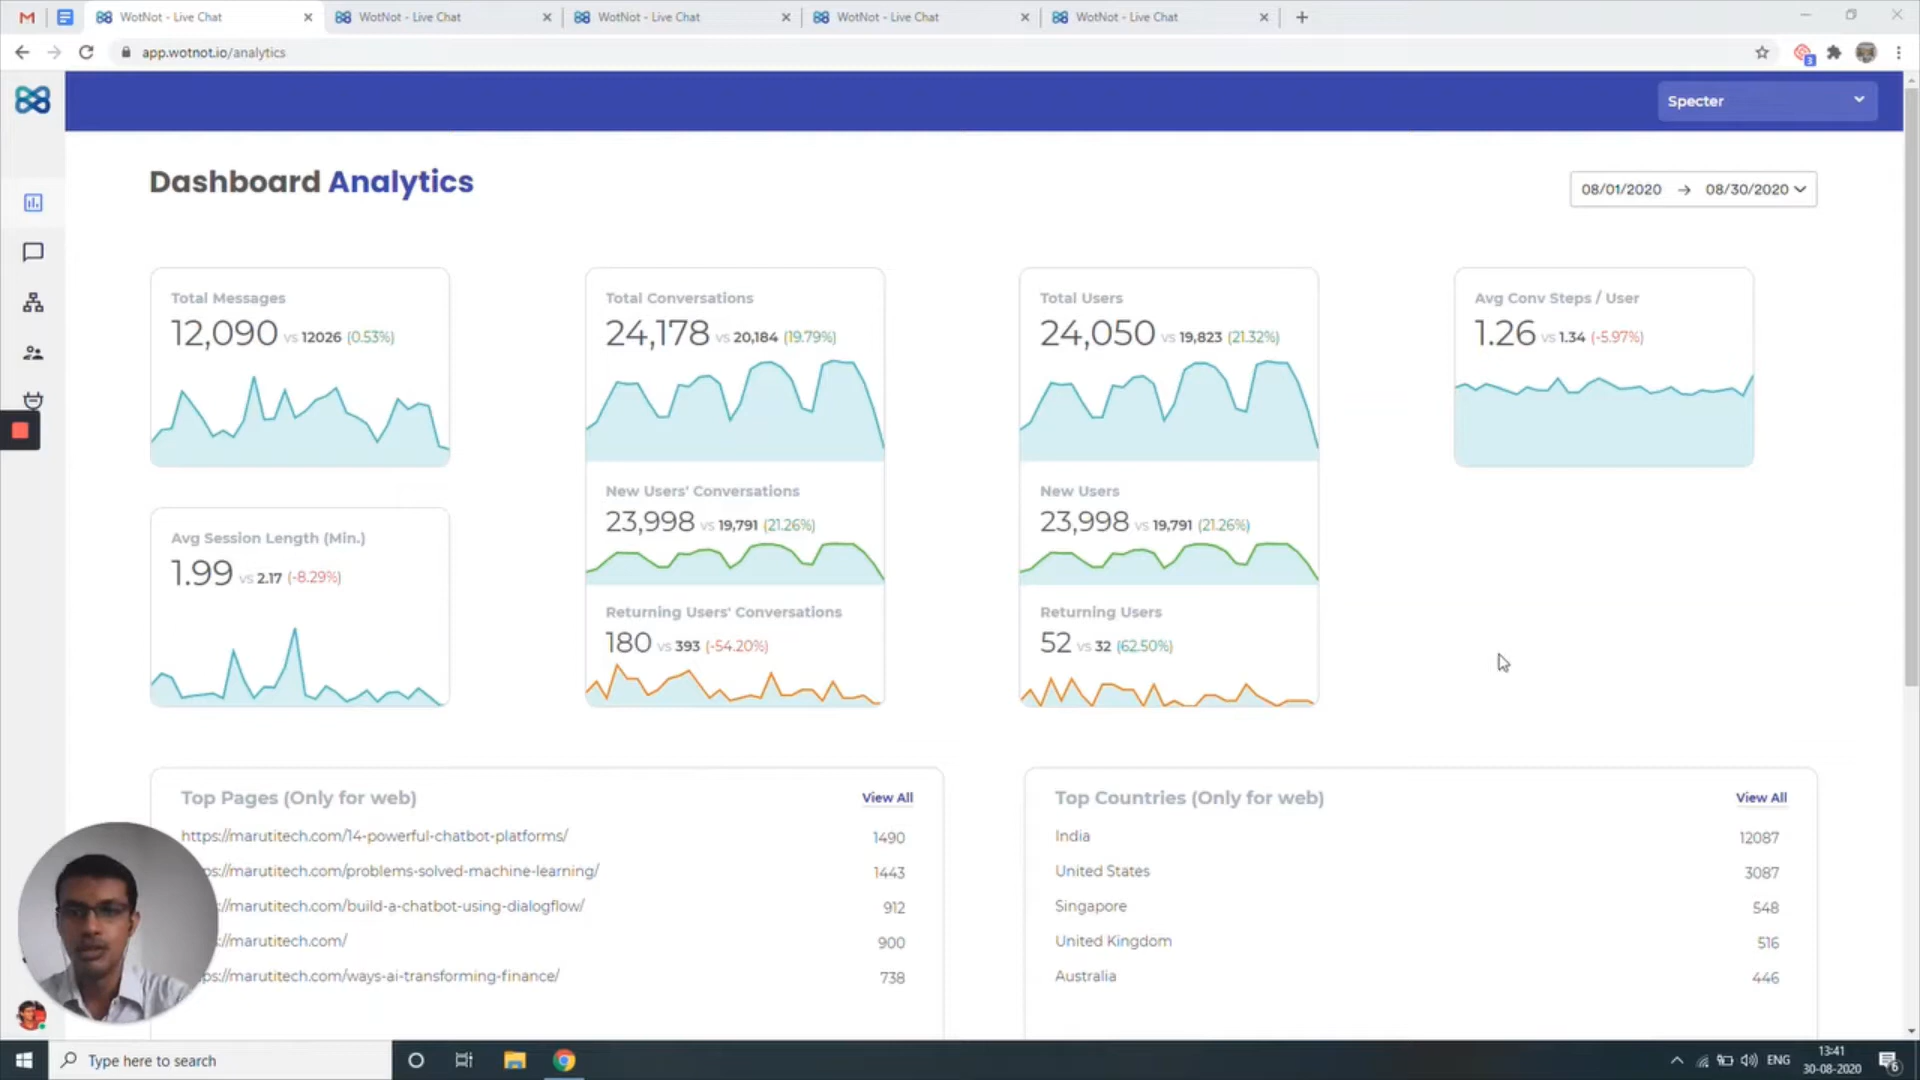 WotNot - Live Chat
WotNot - Live Chat
WotNot - Live Chat
WotNot - Live Chat
WotNot - Live Chat
app.wotnot.io/analytics
3
Specter
Dashboard Analytics
08/01/2020 → 08/30/2020
Total Messages
12,090 vs 12026 (0.53%)
Total Conversations
24,178 vs 20,184 (19.79%)
Total Users
24,050 vs 19,823 (21.32%)
Avg Conv Steps / User
1.26 vs 1.34 (-5.97%)
New Users' Conversations
23,998 vs 19,791 (21.26%)
New Users
23,998 vs 19,791 (21.26%)
Avg Session Length (Min.)
1.99 vs 2.17 (-8.29%)
Returning Users' Conversations
180 vs 393 (-54.20%)
Returning Users
52 vs 32 (62.50%)
Top Pages (Only for web)
View All
https://marutitech.com/14-powerful-chatbot-platforms/ 1490
ps://marutitech.com/problems-solved-machine-learning/ 1443
://marutitech.com/build-a-chatbot-using-dialogflow/ 912
://marutitech.com/ 900
ps://marutitech.com/ways-ai-transforming-finance/ 738
Top Countries (Only for web)
View All
India 12087
United States 3087
Singapore 548
United Kingdom 516
Australia 446
Type here to search
ENG
13:41
30-08-2020
6